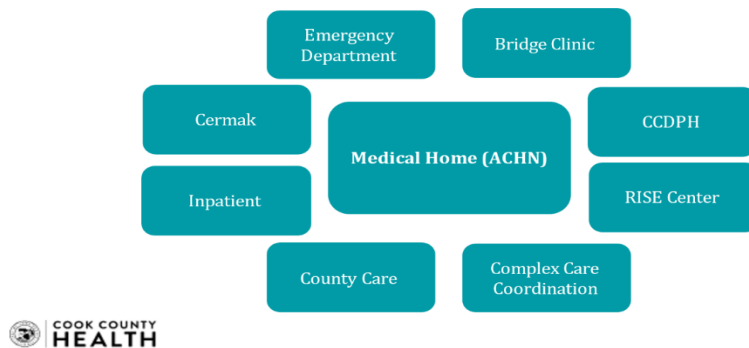 Emergency
Department
Bridge Clinic
Cermak
Medical Home (ACHN)
CCDPH
Inpatient
RISE Center
County Care
Complex Care
Coordination
COOK COUNTY
HEALTH